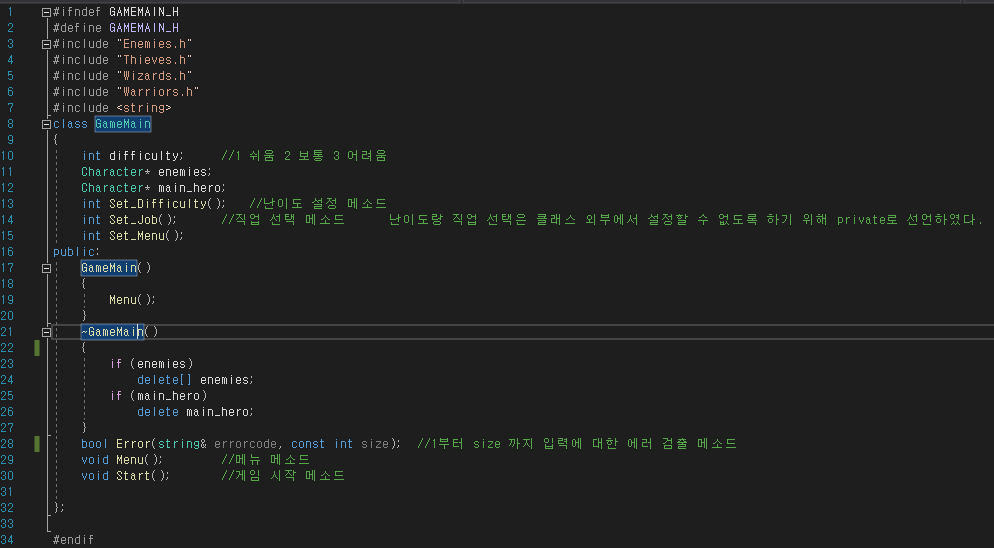 1 #ifndef GAMEMAIN_H
2 #define GAMEMAIN_H
3 #include "Enemies.h"
4 #include "Thieves.h"
5 #include "Wizards.h"
6 #include "Warriors.h"
7 #include <string>
8 class GameMain
9 {
10 int difficulty; //1 쉬움 2 보통 3 어려움
11 Character* enemies;
12 Character* main_hero;
13 int Set_Difficulty(); //난이도 설정 메소드
14 int Set_Job(); //직업 선택 메소드 난이도랑 직업 선택은 클래스 외부에서 설정할 수 없도록 하기 위해 private로 선언하였다.
15 int Set_Menu();
16 public:
17 GameMain()
18 {
19 Menu();
20 }
21 ~GameMain()
22 {
23 if (enemies)
24 delete[] enemies;
25 if (main_hero)
26 delete main_hero;
27 }
28 bool Error(string& errorcode, const int size); //1부터 size 까지 입력에 대한 에러 검출 메소드
29 void Menu(); //메뉴 메소드
30 void Start(); //게임 시작 메소드
31
32 };
33
34 #endif